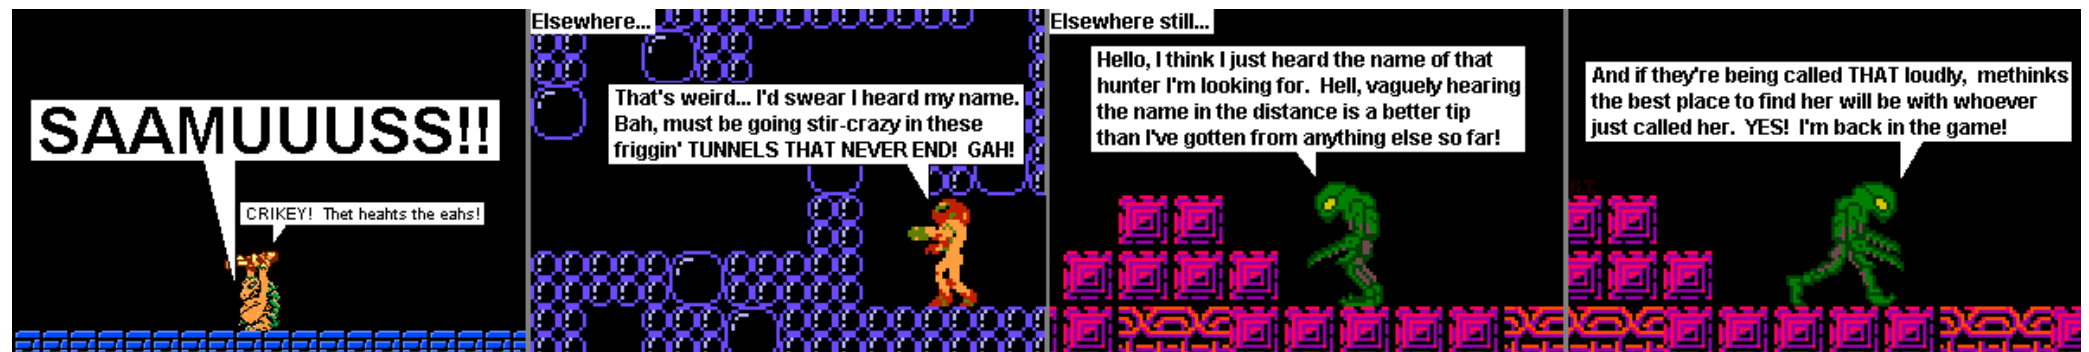 SAAMUUUSS!!
CRIKEY!  Thet heahts the eahs!
Elsewhere...
That's weird... I'd swear I heard my name.
Bah, must be going stir-crazy in these
friggin' TUNNELS THAT NEVER END!  GAH!
Elsewhere still...
Hello, I think I just heard the name of that
hunter I'm looking for.  Hell, vaguely hearing
the name in the distance is a better tip
than I've gotten from anything else so far!
And if they're being called THAT loudly,  methinks
the best place to find her will be with whoever
just called her.  YES!  I'm back in the game!